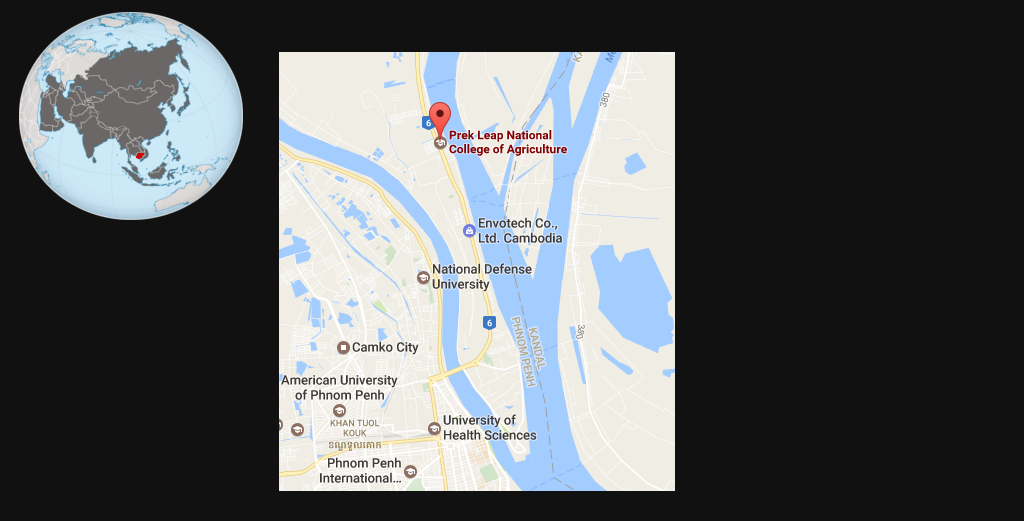 380
6
Prek Leap National
College of Agriculture
Envotech Co.,
Ltd. Cambodia
National Defense
University
6
KANDAL
PHNOM PENH
380
Camko City
American University
of Phnom Penh
University of
Health Sciences
KHAN TUOL
KOUK
ខណ្ឌទួលគោក
Phnom Penh
International...